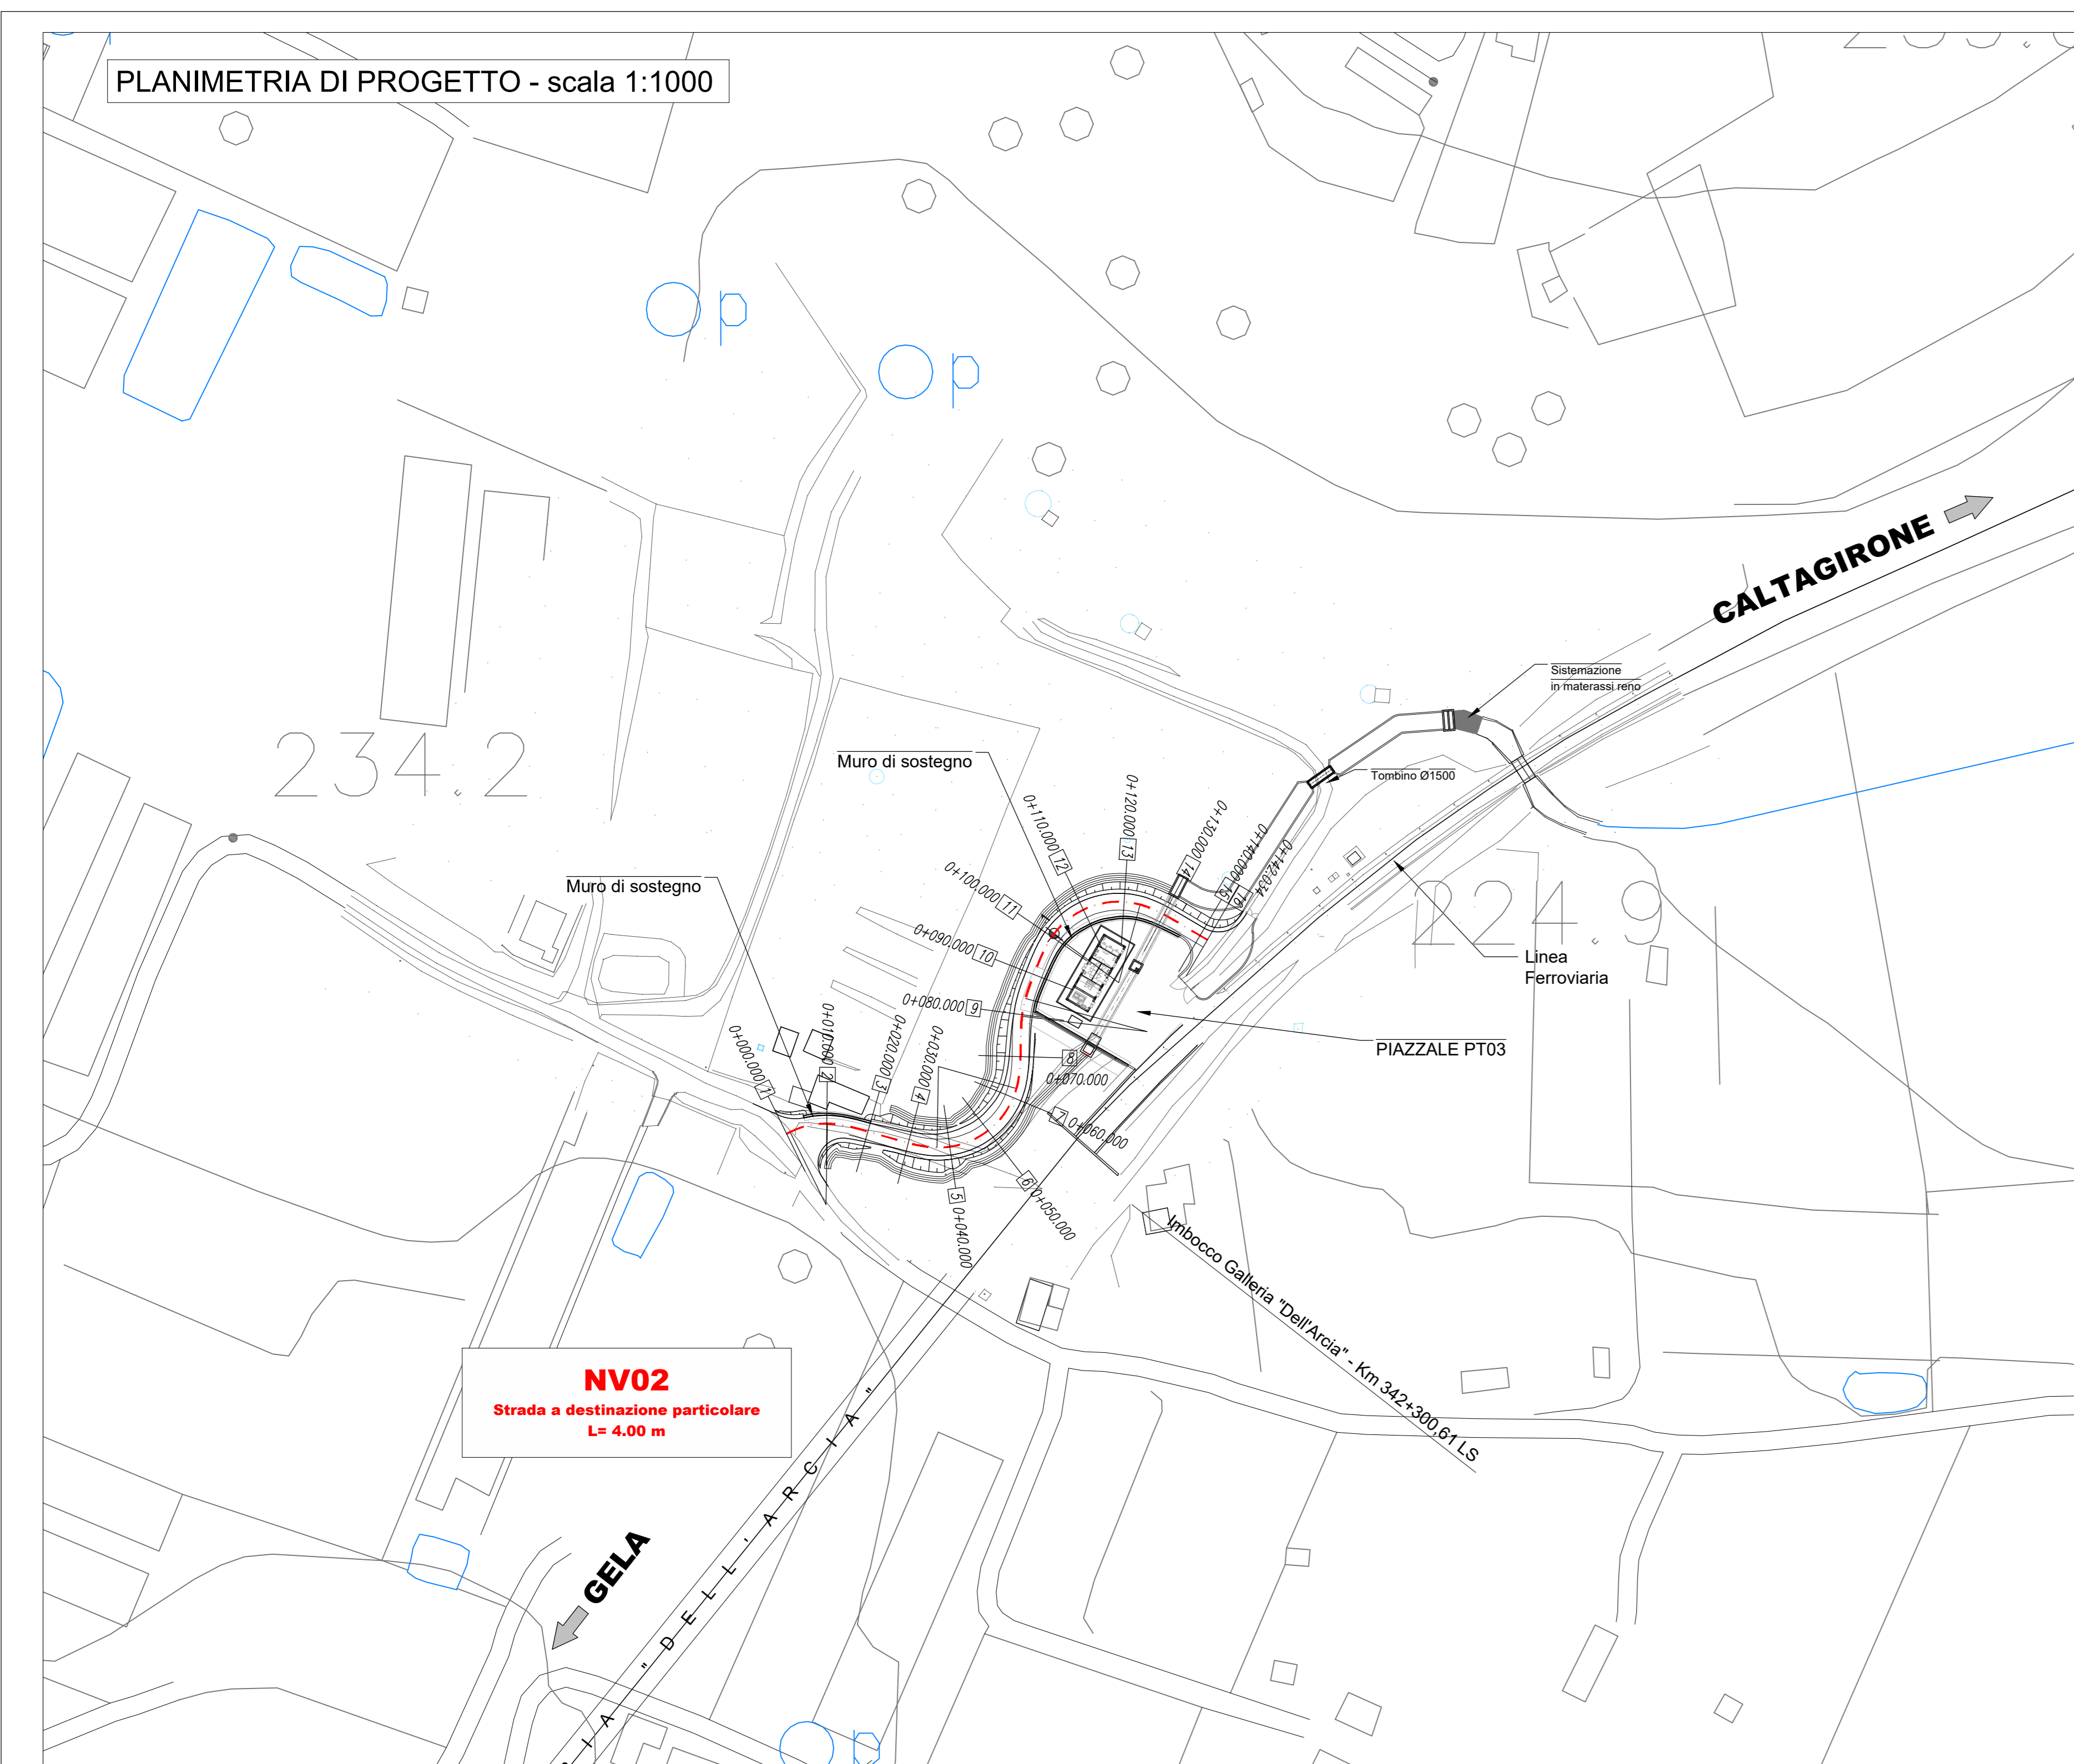 PLANIMETRIA DI PROGETTO - scala 1:1000
p
p
CALTAGIRONE
Sistemazione
in materassi reno
234.2
Muro di sostegno
Tombino Ø1500
0+120.000 13
0+110.000 12
0+130.000 14
0+140.000 15
0+142.034 16
0+100.000 11
Muro di sostegno
224.9
0+090.000 10
Linea
Ferroviaria
0+080.000 9
0+000.000 1
0+010.000 2
0+020.000 3
0+030.000 4
PIAZZALE PT03
8
0+070.000
7 0+060.000
6 0+050.000
5 0+040.000
Imbocco Galleria "Dell'Arcia" - Km 342+300,61 LS
NV02
Strada a destinazione particolare
L= 4.00 m
GELA
I A " D E L L ' A R C I A "
p